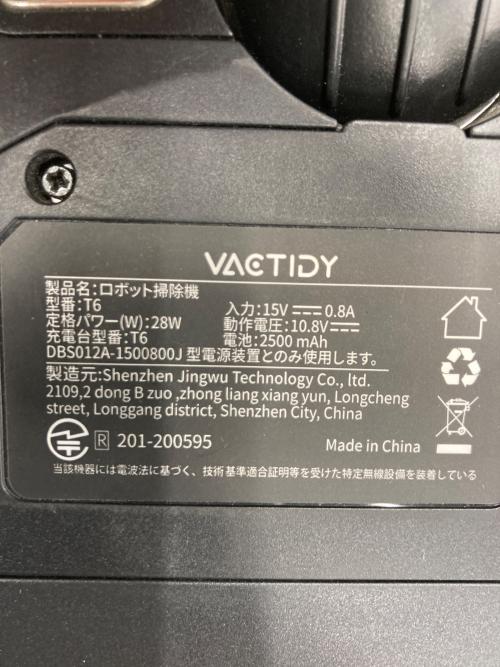 VACTIDY
製品名:ロボット掃除機
型番:T6
入力:15V⎓0.8A
定格パワー(W):28W
動作電圧:10.8V⎓
充電台型番:T6
電池:2500 mAh
DBS012A-1500800J 型電源装置とのみ使用します。
製造元:Shenzhen Jingwu Technology Co., ltd.
2109,2 dong B zuo ,zhong liang xiang yun, Longcheng
street, Longgang district, Shenzhen City, China
R 201-200595
Made in China
当該機器には電波法に基づく、技術基準適合証明等を受けた特定無線設備を装着している